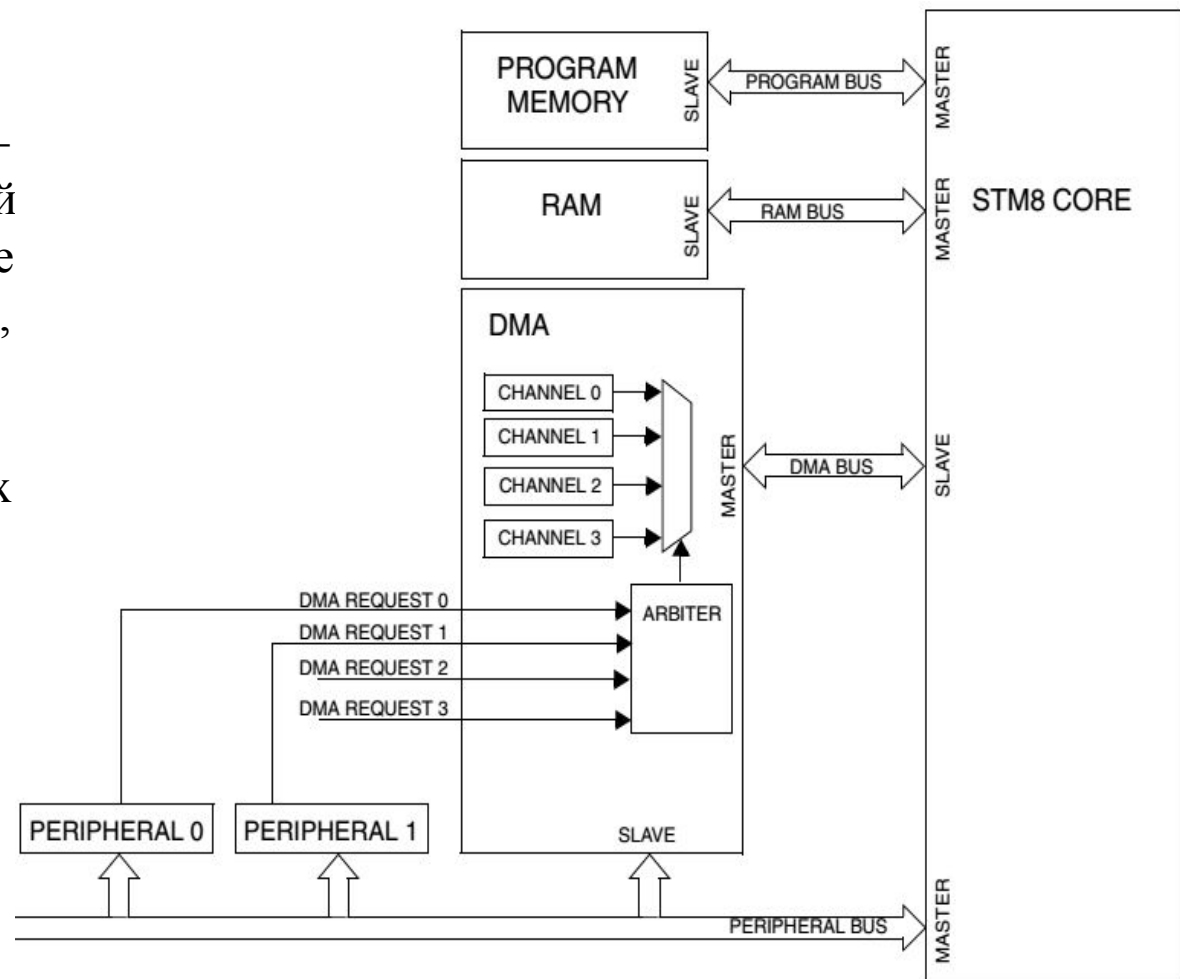 PROGRAM
MEMORY
SLAVE
PROGRAM BUS
MASTER
RAM
SLAVE
RAM BUS
MASTER
STM8 CORE
DMA
CHANNEL 0
CHANNEL 1
CHANNEL 2
CHANNEL 3
MASTER
DMA BUS
SLAVE
ARBITER
DMA REQUEST 0
DMA REQUEST 1
DMA REQUEST 2
DMA REQUEST 3
PERIPHERAL 0
PERIPHERAL 1
SLAVE
PERIPHERAL BUS
MASTER